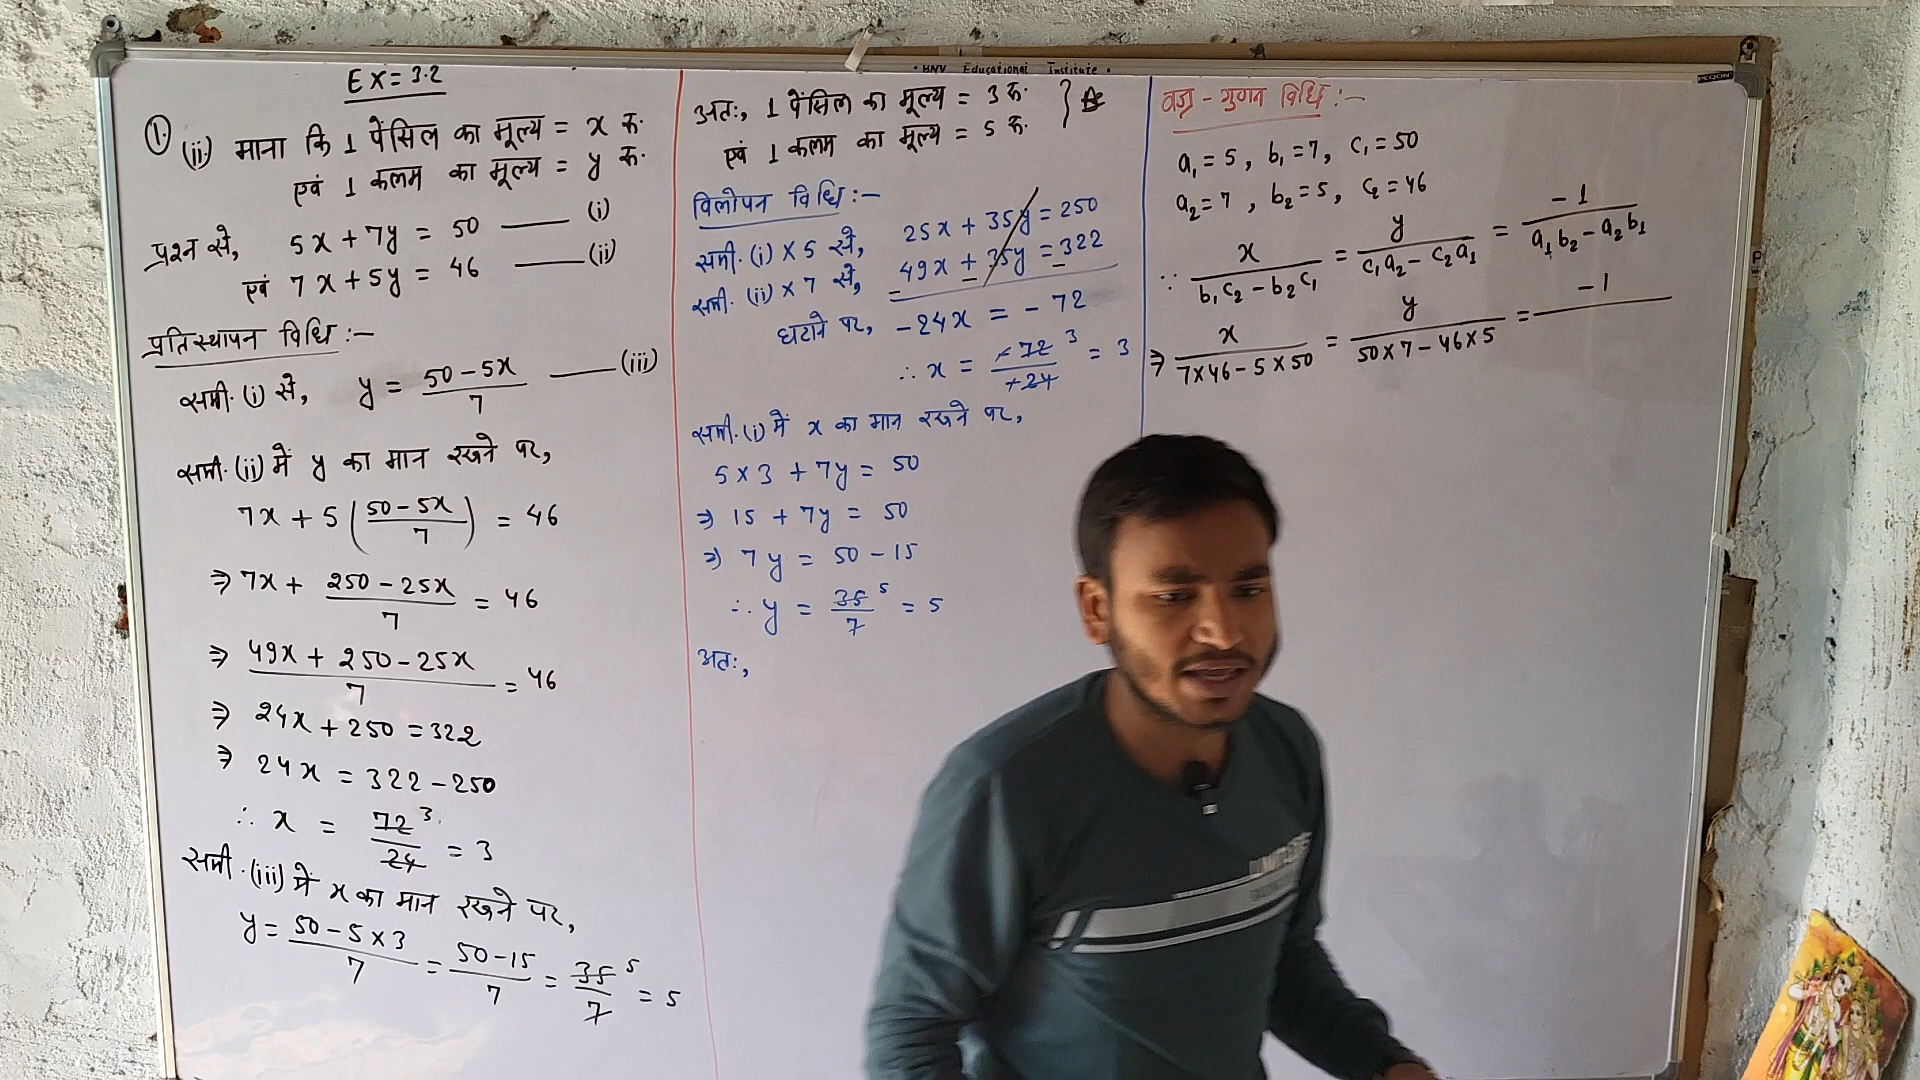 • HNV Educational Institute •
PEQON
EX = 3.2
① (ii) माना कि 1 पेंसिल का मूल्य = x रु.
एवं 1 कलम का मूल्य = y रु.
प्रश्न से, 5x + 7y = 50 —— (i)
एवं 7x + 5y = 46 —— (ii)
प्रतिस्थापन विधि :-
समी. (i) से, y = (50 - 5x)/7 —— (iii)
समी. (ii) में y का मान रखने पर,
7x + 5 ((50 - 5x)/7) = 46
⇒ 7x + (250 - 25x)/7 = 46
⇒ (49x + 250 - 25x)/7 = 46
⇒ 24x + 250 = 322
⇒ 24x = 322 - 250
∴ x = 72/24 3 = 3
समी. (iii) में x का मान रखने पर,
y = (50 - 5 × 3)/7 = (50 - 15)/7 = 35/7 5 = 5
अतः, 1 पेंसिल का मूल्य = 3 रु. }
एवं 1 कलम का मूल्य = 5 रु.
विलोपन विधि :-
समी. (i) × 5 से, 25x + 35y = 250
समी. (ii) × 7 से, 49x + 35y = 322
- - -
घटाने पर, -24x = -72
∴ x = -72/-24 3 = 3
समी. (i) में x का मान रखने पर,
5 × 3 + 7y = 50
⇒ 15 + 7y = 50
⇒ 7y = 50 - 15
∴ y = 35/7 5 = 5
अतः,
वज्र - गुणन विधि :-
a₁ = 5, b₁ = 7, c₁ = 50
a₂ = 7, b₂ = 5, c₂ = 46
∵ x/(b₁c₂ - b₂c₁) = y/(c₁a₂ - c₂a₁) = -1/(a₁b₂ - a₂b₁)
⇒ x/(7×46 - 5×50) = y/(50×7 - 46×5) = -1/